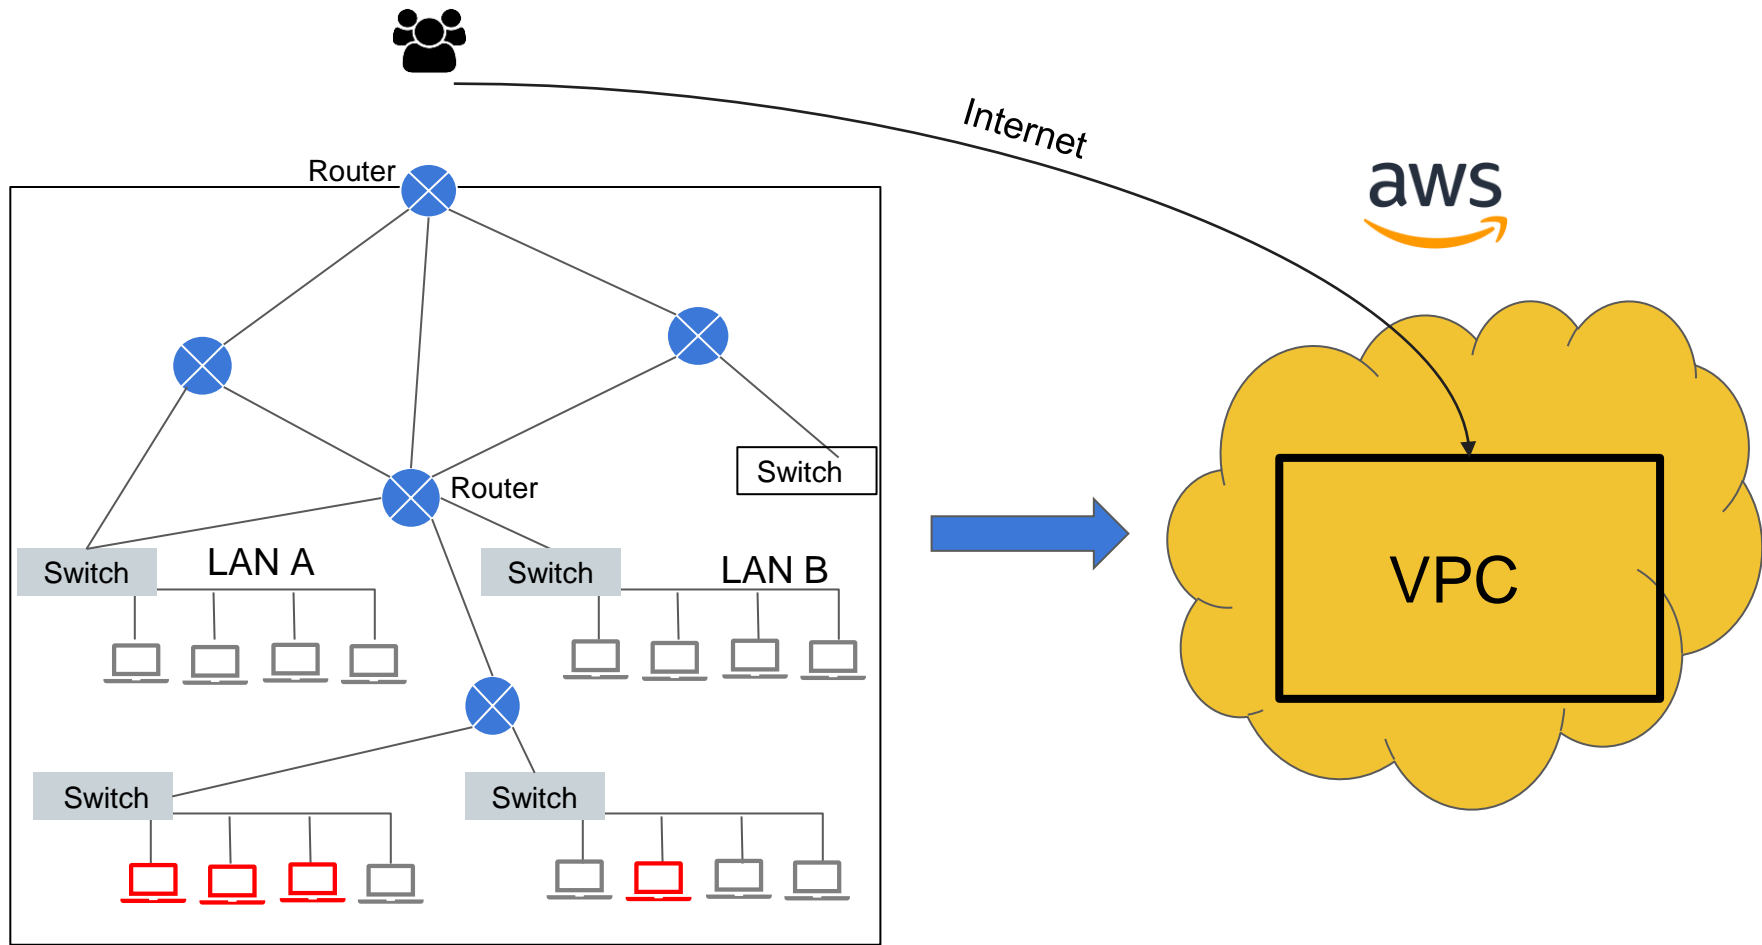 Internet
Router
aws
Switch
Router
Switch
LAN A
Switch
LAN B
VPC
Switch
Switch